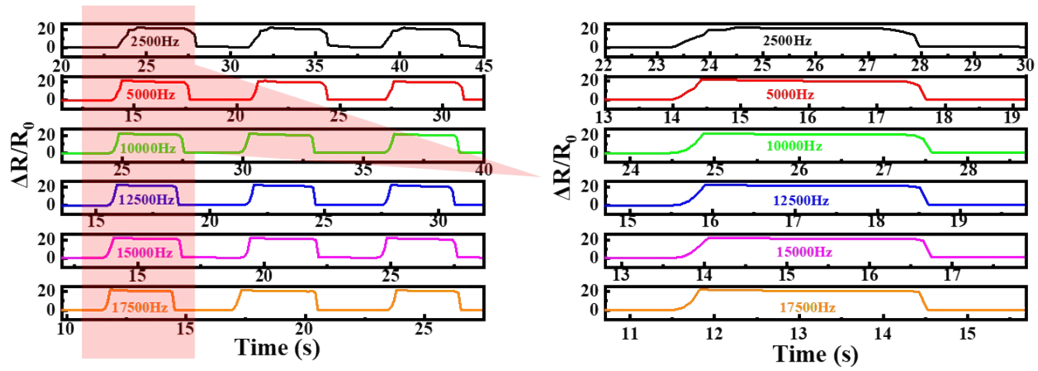 20
0
2500Hz
20 25 30 35 40 45
20
0
5000Hz
15 20 25 30
20
0
10000Hz
25 30 35 40
20
0
12500Hz
15 20 25 30
20
0
15000Hz
15 20 25
20
0
17500Hz
10 15 20 25
ΔR/R0
Time (s)
20
0
2500Hz
22 23 24 25 26 27 28 29 30
20
0
5000Hz
13 14 15 16 17 18 19
20
0
10000Hz
24 25 26 27 28
20
0
12500Hz
15 16 17 18 19
20
0
15000Hz
13 14 15 16 17
20
0
17500Hz
11 12 13 14 15
ΔR/R0
Time (s)